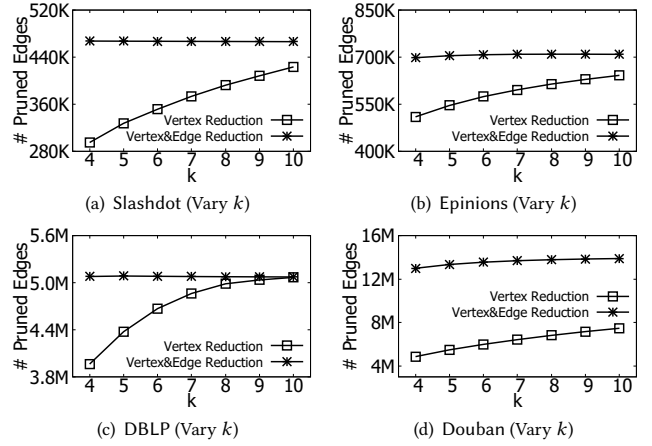 520K
440K
360K
280K
# Pruned Edges
Vertex Reduction
Vertex&Edge Reduction
4 5 6 7 8 9 10
k
(a) Slashdot (Vary k)
850K
700K
550K
400K
# Pruned Edges
Vertex Reduction
Vertex&Edge Reduction
4 5 6 7 8 9 10
k
(b) Epinions (Vary k)
5.6M
5.0M
4.4M
3.8M
# Pruned Edges
Vertex Reduction
Vertex&Edge Reduction
4 5 6 7 8 9 10
k
(c) DBLP (Vary k)
16M
12M
8M
4M
# Pruned Edges
Vertex Reduction
Vertex&Edge Reduction
4 5 6 7 8 9 10
k
(d) Douban (Vary k)